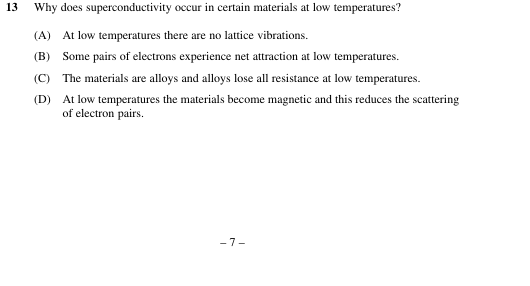 13 Why does superconductivity occur in certain materials at low temperatures?
(A) At low temperatures there are no lattice vibrations.
(B) Some pairs of electrons experience net attraction at low temperatures.
(C) The materials are alloys and alloys lose all resistance at low temperatures.
(D) At low temperatures the materials become magnetic and this reduces the scattering
of electron pairs.
– 7 –